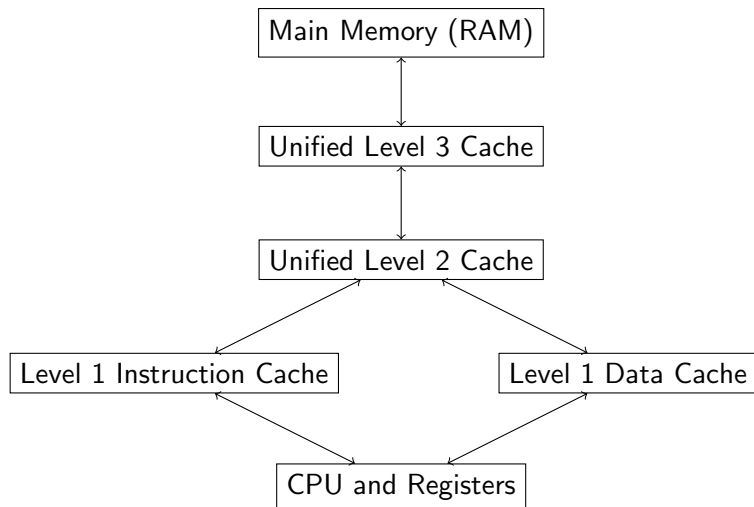 Main Memory (RAM)
Unified Level 3 Cache
Unified Level 2 Cache
Level 1 Instruction Cache
Level 1 Data Cache
CPU and Registers